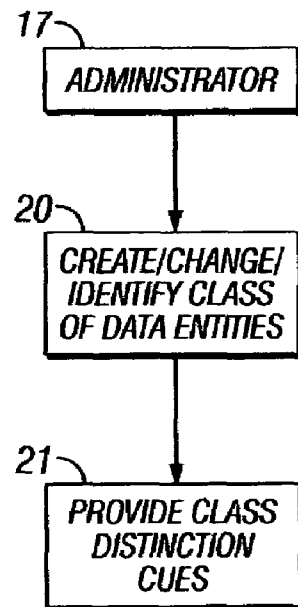 17
ADMINISTRATOR
20
CREATE/CHANGE/
IDENTIFY CLASS
OF DATA ENTITIES
21
PROVIDE CLASS
DISTINCTION
CUES